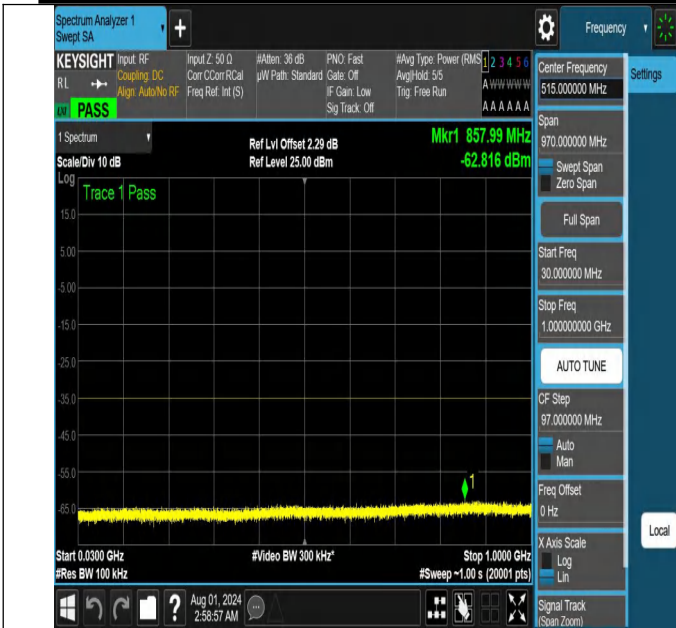 Spectrum Analyzer 1
Swept SA
+
Frequency
KEYSIGHT
RL
PASS
Input: RF
Coupling: DC
Align: Auto/No RF
Input Z: 50 Ω
Corr CCorr RCal
Freq Ref: Int (S)
#Atten: 36 dB
µW Path: Standard
PNO: Fast
Gate: Off
IF Gain: Low
Sig Track: Off
#Avg Type: Power (RMS
Avg|Hold: 5/5
Trig: Free Run
1 2 3 4 5 6
A W W W W W
A A A A A A
1 Spectrum
Scale/Div 10 dB
Ref Lvl Offset 2.29 dB
Ref Level 25.00 dBm
Mkr1 857.99 MHz
-62.816 dBm
Log
Trace 1 Pass
15.0
5.00
-5.00
-15.0
-25.0
-35.0
-45.0
-55.0
-65.0
1
Start 0.0300 GHz
#Res BW 100 kHz
#Video BW 300 kHz*
Stop 1.0000 GHz
#Sweep ~1.00 s (20001 pts)
Aug 01, 2024
2:58:57 AM
?
Center Frequency
515.000000 MHz
Span
970.000000 MHz
Swept Span
Zero Span
Full Span
Start Freq
30.000000 MHz
Stop Freq
1.000000000 GHz
AUTO TUNE
CF Step
97.000000 MHz
Auto
Man
Freq Offset
0 Hz
X Axis Scale
Log
Lin
Signal Track
(Span Zoom)
Settings
Local